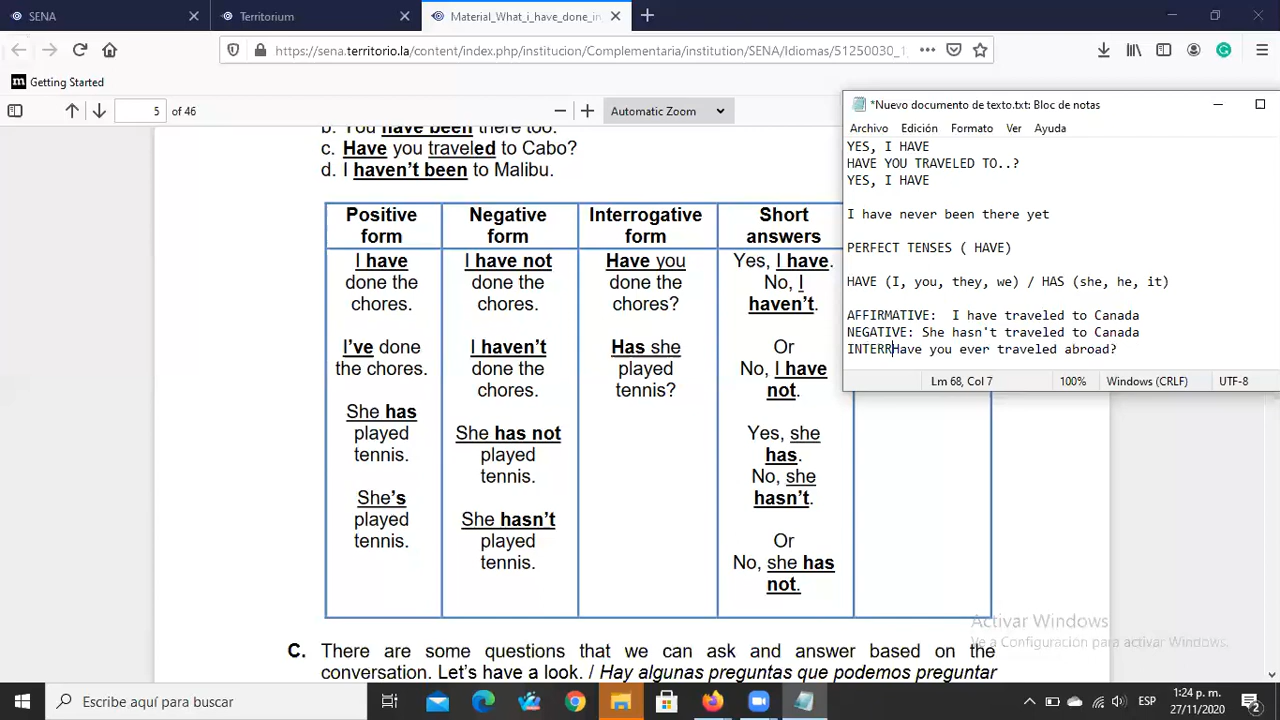 SENA
Territorium
Material_What_i_have_done_in
https://sena.territorio.la/content/index.php/institucion/Complementaria/institution/SENA/Idiomas/51250030_1
Getting Started
5 of 46
Automatic Zoom
b. You have been there too.
c. Have you traveled to Cabo?
d. I haven't been to Malibu.
Positive form
Negative form
Interrogative form
Short answers
I have
done the
chores.
I've done
the chores.
She has
played
tennis.
She's
played
tennis.
I have not
done the
chores.
I haven't
done the
chores.
She has not
played
tennis.
She hasn't
played
tennis.
Have you
done the
chores?
Has she
played
tennis?
Yes, I have.
No, I
haven't.
Or
No, I have
not.
Yes, she
has.
No, she
hasn't.
Or
No, she has
not.
C. There are some questions that we can ask and answer based on the
conversation. Let's have a look. / Hay algunas preguntas que podemos preguntar
*Nuevo documento de texto.txt: Bloc de notas
Archivo Edición Formato Ver Ayuda
YES, I HAVE
HAVE YOU TRAVELED TO..?
YES, I HAVE
I have never been there yet
PERFECT TENSES ( HAVE)
HAVE (I, you, they, we) / HAS (she, he, it)
AFFIRMATIVE:  I have traveled to Canada
NEGATIVE: She hasn't traveled to Canada
INTERRHave you ever traveled abroad?
Lm 68, Col 7 100% Windows (CRLF) UTF-8
Activar Windows
Ve a Configuración para activar Windows.
Escribe aquí para buscar
ESP
1:24 p. m.
27/11/2020
2